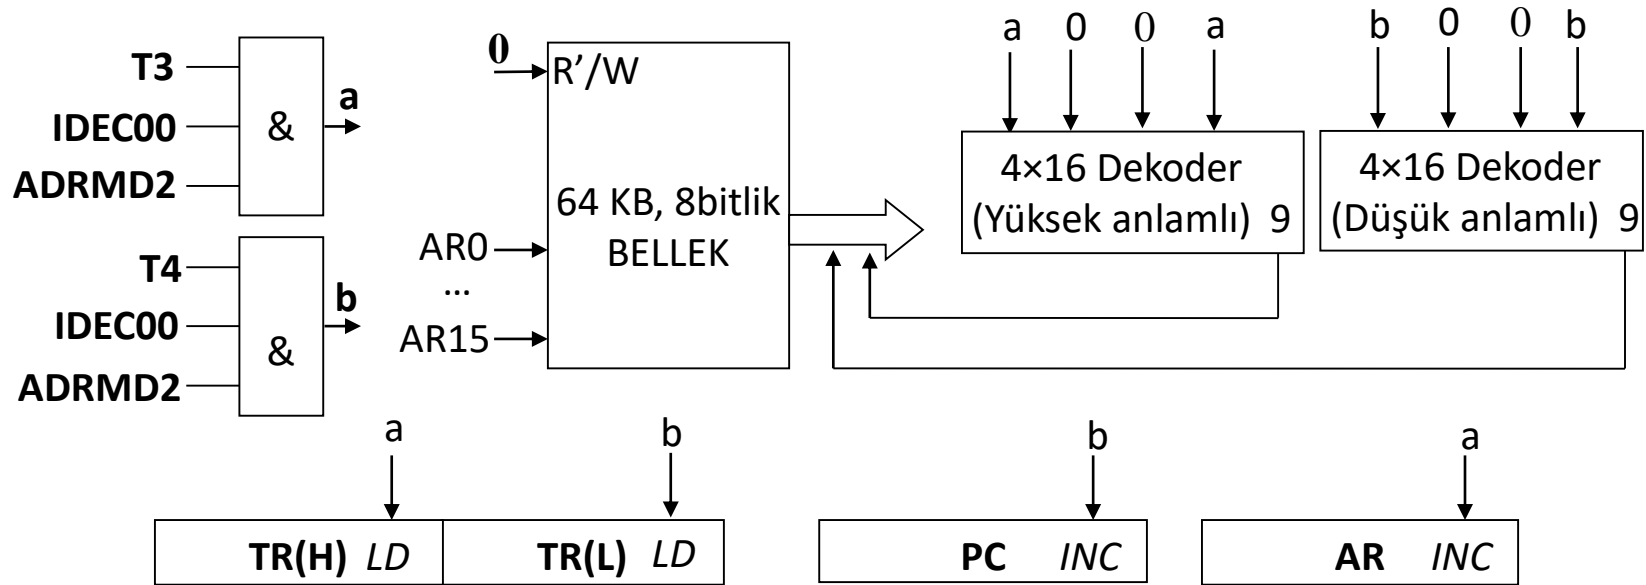 T3
IDEC00
ADRMD2
&
a
T4
IDEC00
ADRMD2
&
b
0
R'/W
64 KB, 8bitlik
BELLEK
AR0
...
AR15
a 0 0 a
4×16 Dekoder
(Yüksek anlamlı) 9
b 0 0 b
4×16 Dekoder
(Düşük anlamlı) 9
a
TR(H) LD
b
TR(L) LD
b
PC INC
a
AR INC